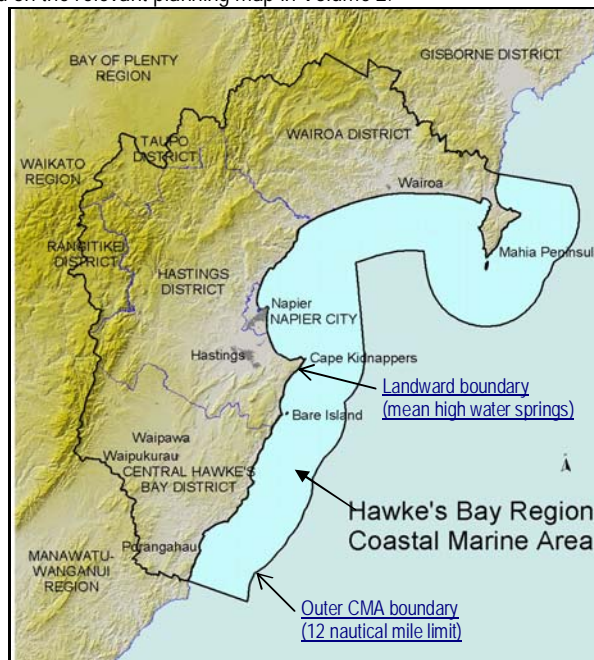 d on the relevant planning map in Volume 2.
BAY OF PLENTY
REGION
GISBORNE DISTRICT
TAUPO
DISTRICT
WAIROA DISTRICT
WAIKATO
REGION
Wairoa
RANGITIKEI
DISTRICT
Mahia Peninsul
HASTINGS
DISTRICT
Napier
NAPIER CITY
Hastings
Cape Kidnappers
Landward boundary
(mean high water springs)
Bare Island
Waipawa
Waipukurau
CENTRAL HAWKE'S
BAY DISTRICT
Hawke's Bay Region
Coastal Marine Area
Porangahau
MANAWATU-
WANGANUI
REGION
Outer CMA boundary
(12 nautical mile limit)